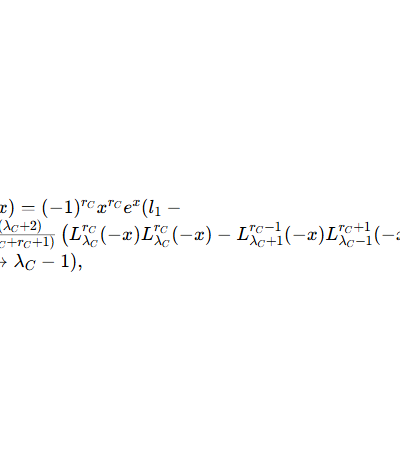 x) = (-1)^{r_C} x^{r_C} e^x (l_1 −
\frac{(λ_C+2)}{_C+r_C+1)} (L^{r_C}_{λ_C}(−x)L^{r_C}_{λ_C}(−x) − L^{r_C−1}_{λ_C+1}(−x)L^{r_C+1}_{λ_C−1}(−x
→ λ_C − 1),